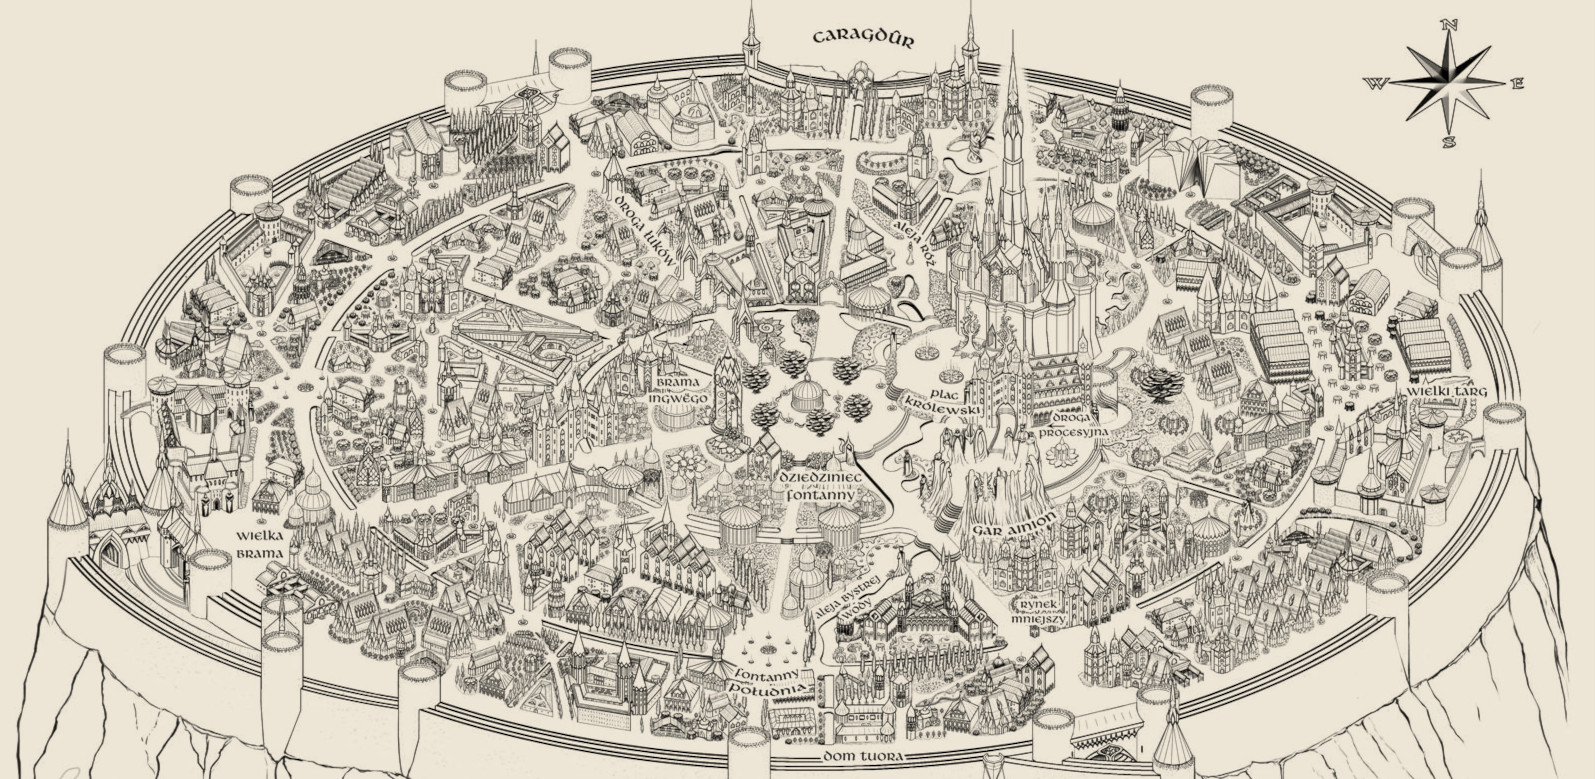 CARAGDÛR
N
W E
S
DROGA ŁUKÓW
ALEJA RÓŻ
BRAMA
INGWËGO
PLAC
KRÓLEWSKI
DROGA
PROCESYJNA
WIELKI TARG
DZIEDZINIEC
FONTANNY
GAR AINION
WIELKA
BRAMA
ALEJA BYSTREJ
WODY
RYNEK
MNIEJSZY
FONTANNY
POŁUDNIA
DOM TUORA